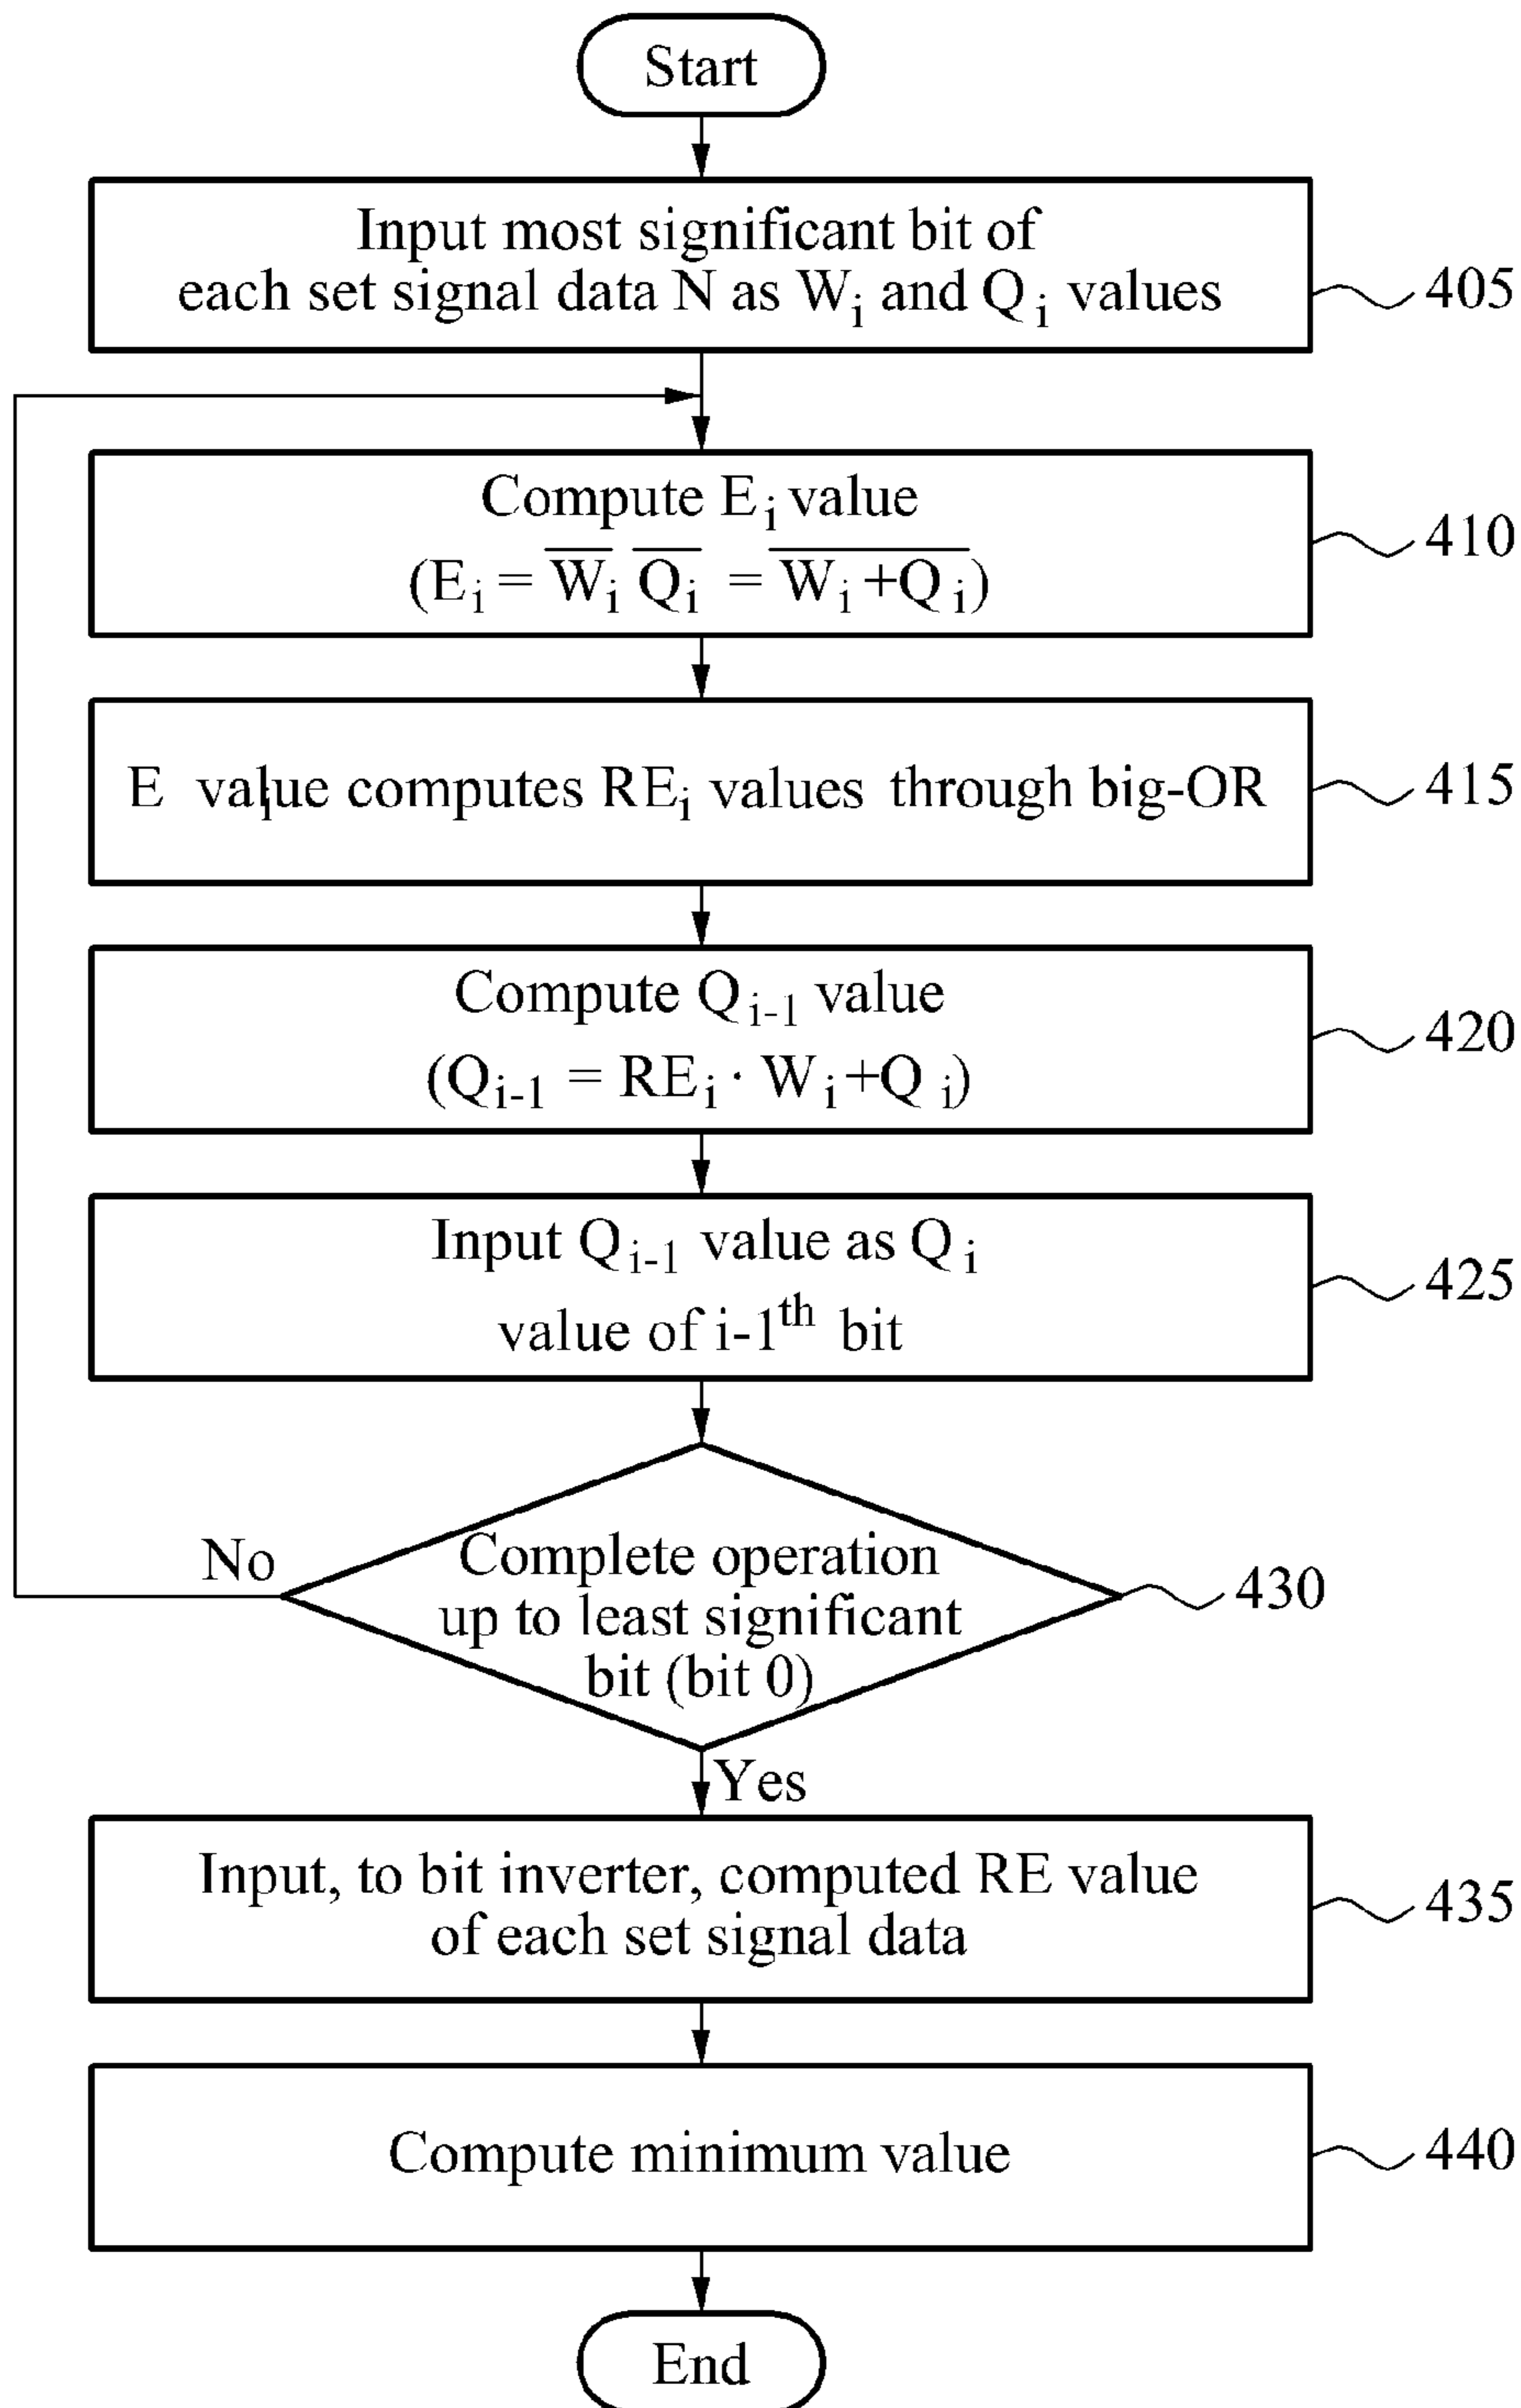 Start
Input most significant bit of
each set signal data N as Wᵢ and Qᵢ values
405
Compute Eᵢ value
(Eᵢ = W̅ᵢ Q̅ᵢ = W̅ᵢ̅+̅Q̅ᵢ)
410
E value computes REᵢ values through big-OR
415
Compute Qᵢ₋₁ value
(Qᵢ₋₁ = REᵢ · Wᵢ+Qᵢ)
420
Input Qᵢ₋₁ value as Qᵢ
value of i-1ᵗʰ bit
425
No
Complete operation
up to least significant
bit (bit 0)
430
Yes
Input, to bit inverter, computed RE value
of each set signal data
435
Compute minimum value
440
End